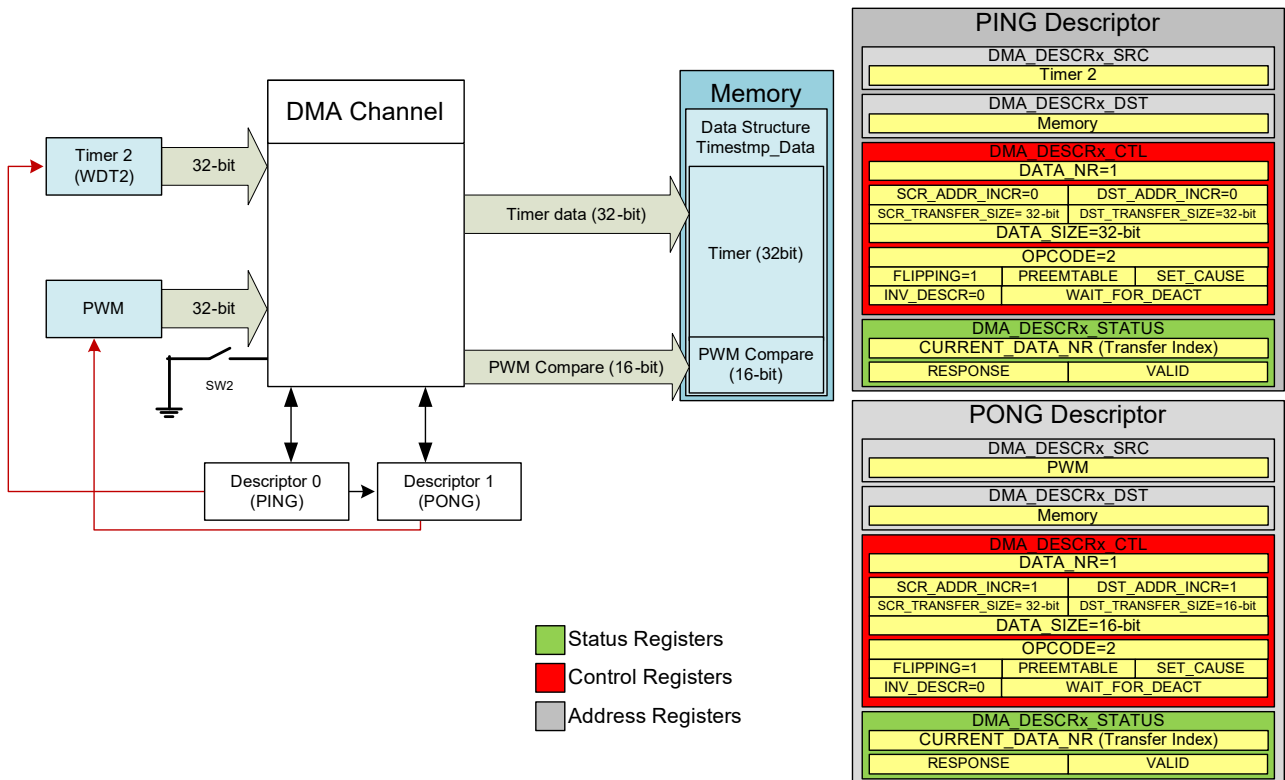 DMA Channel
Timer 2
(WDT2)
32-bit
PWM
32-bit
SW2
Timer data (32-bit)
PWM Compare (16-bit)
Memory
Data Structure
Timestmp_Data
Timer (32bit)
PWM Compare
(16-bit)
Descriptor 0
(PING)
Descriptor 1
(PONG)
Status Registers
Control Registers
Address Registers
PING Descriptor
DMA_DESCRx_SRC
Timer 2
DMA_DESCRx_DST
Memory
DMA_DESCRx_CTL
DATA_NR=1
SCR_ADDR_INCR=0 DST_ADDR_INCR=0
SCR_TRANSFER_SIZE= 32-bit DST_TRANSFER_SIZE=32-bit
DATA_SIZE=32-bit
OPCODE=2
FLIPPING=1 PREEMTABLE SET_CAUSE
INV_DESCR=0 WAIT_FOR_DEACT
DMA_DESCRx_STATUS
CURRENT_DATA_NR (Transfer Index)
RESPONSE VALID
PONG Descriptor
DMA_DESCRx_SRC
PWM
DMA_DESCRx_DST
Memory
DMA_DESCRx_CTL
DATA_NR=1
SCR_ADDR_INCR=1 DST_ADDR_INCR=1
SCR_TRANSFER_SIZE= 32-bit DST_TRANSFER_SIZE=16-bit
DATA_SIZE=16-bit
OPCODE=2
FLIPPING=1 PREEMTABLE SET_CAUSE
INV_DESCR=0 WAIT_FOR_DEACT
DMA_DESCRx_STATUS
CURRENT_DATA_NR (Transfer Index)
RESPONSE VALID